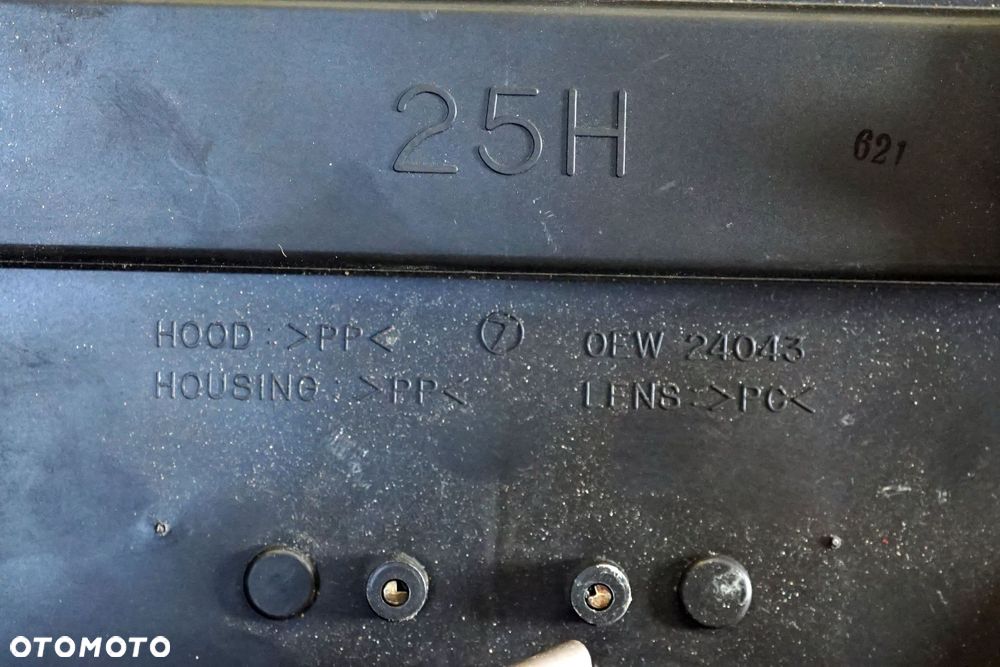 25H
621
HOOD : >PP< 7 OEW 24043
HOUSING : >PP< LENS : >PC<
OTOMOTO